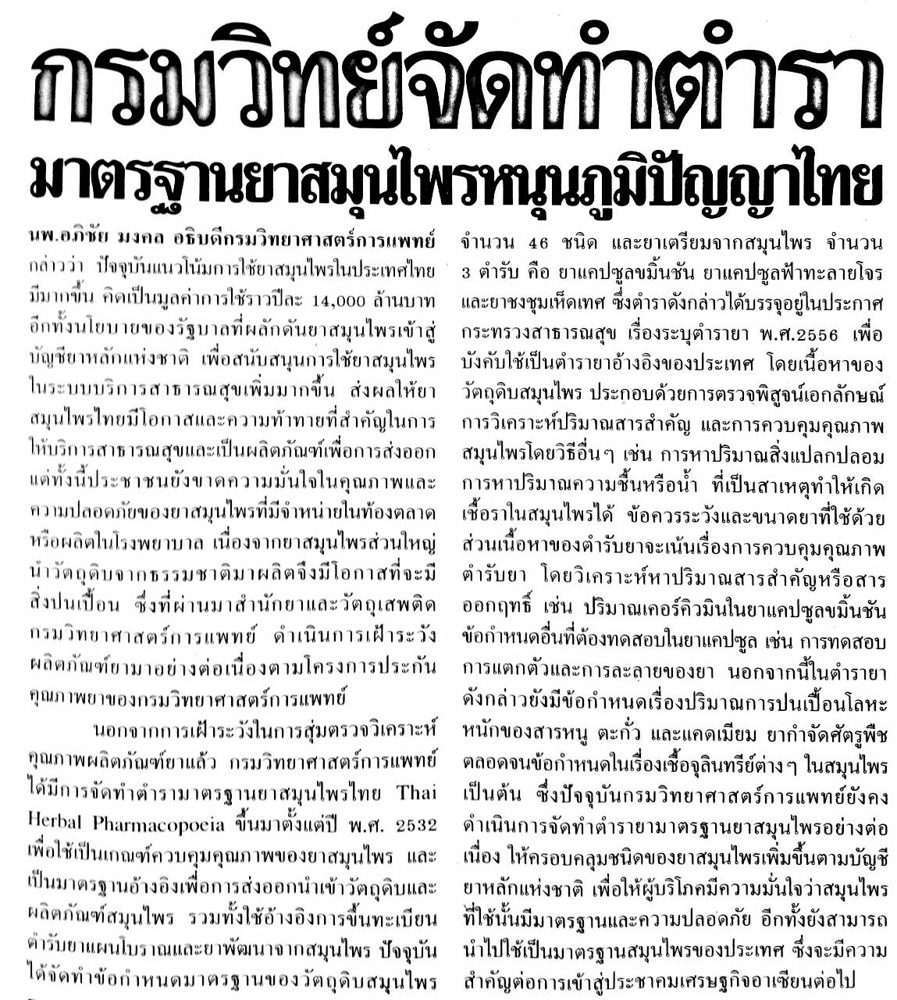 กรมวิทย์จัดทำตำรา
มาตรฐานยาสมุนไพรหนุนภูมิปัญญาไทย
นพ.อภิชัย มงคล อธิบดีกรมวิทยาศาสตร์การแพทย์
กล่าวว่า ปัจจุบันแนวโน้มการใช้ยาสมุนไพรในประเทศไทย
มีมากขึ้น คิดเป็นมูลค่าการใช้ราวปีละ 14,000 ล้านบาท
อีกทั้งนโยบายของรัฐบาลที่ผลักดันยาสมุนไพรเข้าสู่
บัญชียาหลักแห่งชาติ เพื่อสนับสนุนการใช้ยาสมุนไพร
ในระบบบริการสาธารณสุขเพิ่มมากขึ้น ส่งผลให้ยา
สมุนไพรไทยมีโอกาสและความท้าทายที่สำคัญในการ
ให้บริการสาธารณสุขและเป็นผลิตภัณฑ์เพื่อการส่งออก
แต่ทั้งนี้ประชาชนยังขาดความมั่นใจในคุณภาพและ
ความปลอดภัยของยาสมุนไพรที่มีจำหน่ายในท้องตลาด
หรือผลิตในโรงพยาบาล เนื่องจากยาสมุนไพรส่วนใหญ่
นำวัตถุดิบจากธรรมชาติมาผลิตจึงมีโอกาสที่จะมี
สิ่งปนเปื้อน ซึ่งที่ผ่านมาสำนักยาและวัตถุเสพติด
กรมวิทยาศาสตร์การแพทย์ ดำเนินการเฝ้าระวัง
ผลิตภัณฑ์ยามาอย่างต่อเนื่องตามโครงการประกัน
คุณภาพยาของกรมวิทยาศาสตร์การแพทย์
นอกจากการเฝ้าระวังในการสุ่มตรวจวิเคราะห์
คุณภาพผลิตภัณฑ์ยาแล้ว กรมวิทยาศาสตร์การแพทย์
ได้มีการจัดทำตำรามาตรฐานยาสมุนไพรไทย Thai
Herbal Pharmacopoeia ขึ้นมาตั้งแต่ปี พ.ศ. 2532
เพื่อใช้เป็นเกณฑ์ควบคุมคุณภาพของยาสมุนไพร และ
เป็นมาตรฐานอ้างอิงเพื่อการส่งออกนำเข้าวัตถุดิบและ
ผลิตภัณฑ์สมุนไพร รวมทั้งใช้อ้างอิงการขึ้นทะเบียน
ตำรับยาแผนโบราณและยาพัฒนาจากสมุนไพร ปัจจุบัน
ได้จัดทำข้อกำหนดมาตรฐานของวัตถุดิบสมุนไพร
จำนวน 46 ชนิด และยาเตรียมจากสมุนไพร จำนวน
3 ตำรับ คือ ยาแคปซูลขมิ้นชัน ยาแคปซูลฟ้าทะลายโจร
และยาชงชุมเห็ดเทศ ซึ่งตำราดังกล่าวได้บรรจุอยู่ในประกาศ
กระทรวงสาธารณสุข เรื่องระบุตำรายา พ.ศ.2556 เพื่อ
บังคับใช้เป็นตำรายาอ้างอิงของประเทศ โดยเนื้อหาของ
วัตถุดิบสมุนไพร ประกอบด้วยการตรวจพิสูจน์เอกลักษณ์
การวิเคราะห์ปริมาณสารสำคัญ และการควบคุมคุณภาพ
สมุนไพรโดยวิธีอื่นๆ เช่น การหาปริมาณสิ่งแปลกปลอม
การหาปริมาณความชื้นหรือน้ำ ที่เป็นสาเหตุทำให้เกิด
เชื้อราในสมุนไพรได้ ข้อควรระวังและขนาดยาที่ใช้ด้วย
ส่วนเนื้อหาของตำรับยาจะเน้นเรื่องการควบคุมคุณภาพ
ตำรับยา โดยวิเคราะห์หาปริมาณสารสำคัญหรือสาร
ออกฤทธิ์ เช่น ปริมาณเคอร์คิวมินในยาแคปซูลขมิ้นชัน
ข้อกำหนดอื่นที่ต้องทดสอบในยาแคปซูล เช่น การทดสอบ
การแตกตัวและการละลายของยา นอกจากนี้ในตำรายา
ดังกล่าวยังมีข้อกำหนดเรื่องปริมาณการปนเปื้อนโลหะ
หนักของสารหนู ตะกั่ว และแคดเมียม ยากำจัดศัตรูพืช
ตลอดจนข้อกำหนดในเรื่องเชื้อจุลินทรีย์ต่างๆ ในสมุนไพร
เป็นต้น ซึ่งปัจจุบันกรมวิทยาศาสตร์การแพทย์ยังคง
ดำเนินการจัดทำตำรายามาตรฐานยาสมุนไพรอย่างต่อ
เนื่อง ให้ครอบคลุมชนิดของยาสมุนไพรเพิ่มขึ้นตามบัญชี
ยาหลักแห่งชาติ เพื่อให้ผู้บริโภคมีความมั่นใจว่าสมุนไพร
ที่ใช้นั้นมีมาตรฐานและความปลอดภัย อีกทั้งยังสามารถ
นำไปใช้เป็นมาตรฐานสมุนไพรของประเทศ ซึ่งจะมีความ
สำคัญต่อการเข้าสู่ประชาคมเศรษฐกิจอาเซียนต่อไป